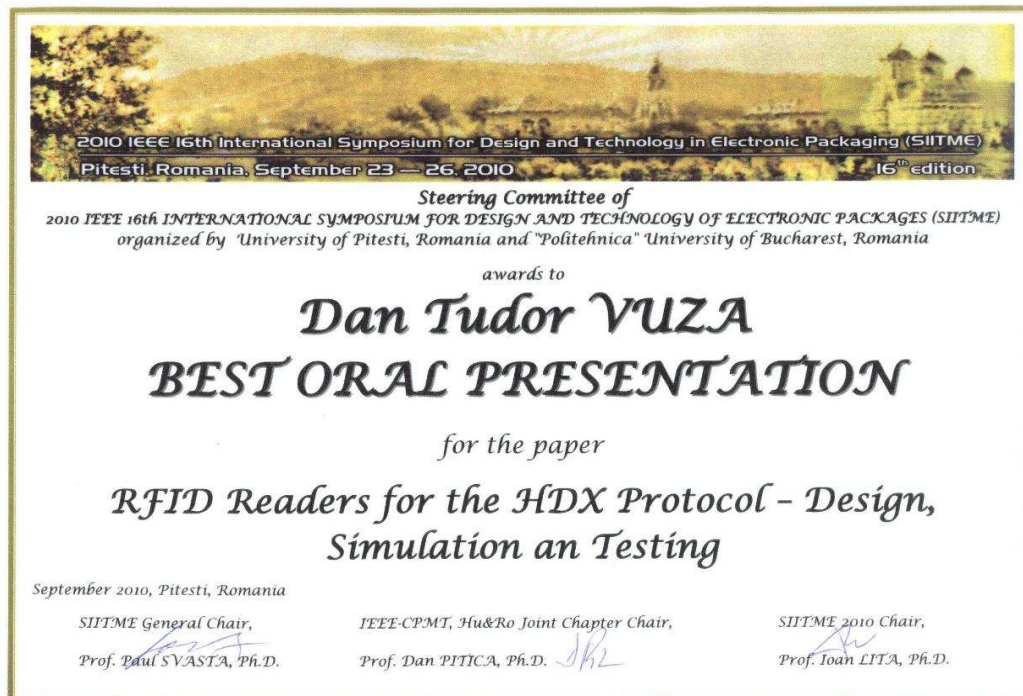 2010 IEEE 16th International Symposium for Design and Technology in Electronic Packaging (SIITME)
Pitesti, Romania, September 23 — 26, 2010 16th edition
Steering Committee of
2010 IEEE 16th INTERNATIONAL SYMPOSIUM FOR DESIGN AND TECHNOLOGY OF ELECTRONIC PACKAGES (SIITME)
organized by University of Pitesti, Romania and "Politehnica" University of Bucharest, Romania
awards to
Dan Tudor VUZA
BEST ORAL PRESENTATION
for the paper
RFID Readers for the HDX Protocol – Design,
Simulation an Testing
September 2010, Pitesti, Romania
SIITME General Chair, IEEE-CPMT, Hu&Ro Joint Chapter Chair, SIITME 2010 Chair,
Prof. Paul SVASTA, Ph.D. Prof. Dan PITICA, Ph.D. Prof. Ioan LITA, Ph.D.